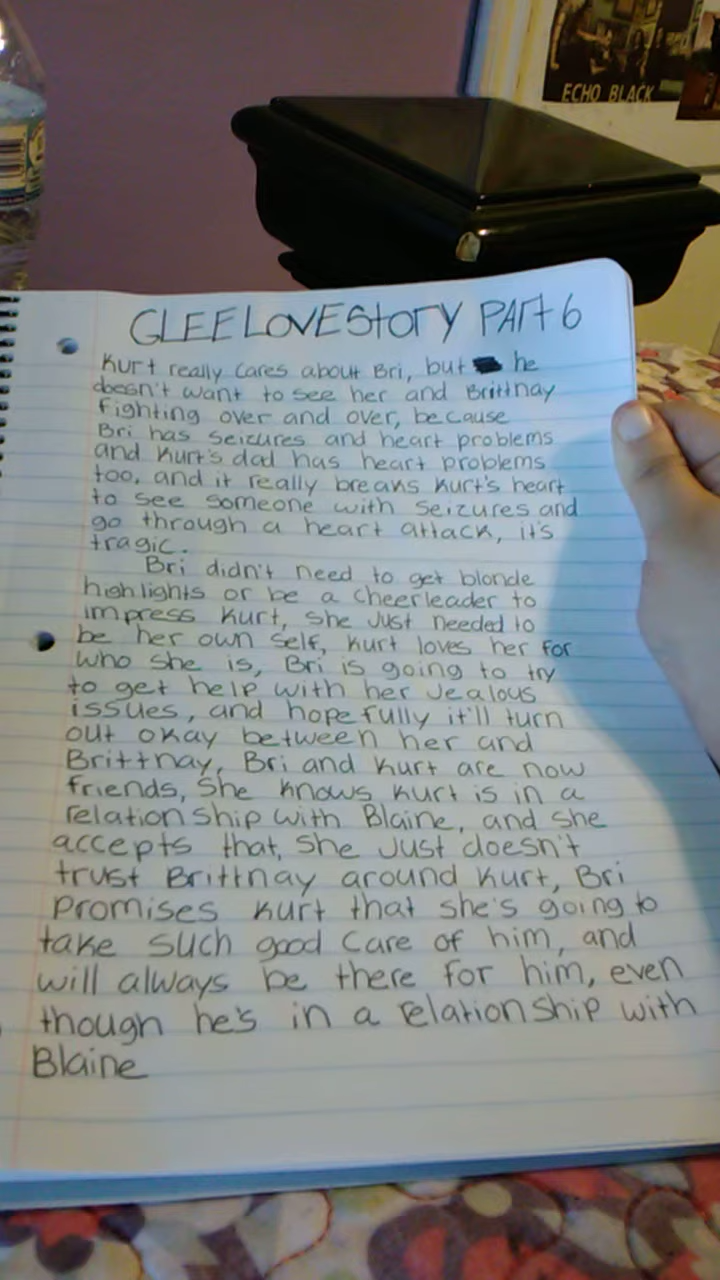 ECHO BLACK
GLEE LOVE Story PArt 6
Kurt really cares about Bri, but he
doesn't want to see her and Brittnay
fighting over and over, because
Bri has seizures and heart problems
and Kurt's dad has heart problems
too, and it really breaks Kurt's heart
to see someone with seizures and
go through a heart attack, it's
tragic.
Bri didn't need to get blonde
highlights or be a cheerleader to
impress Kurt, she just needed to
be her own self, Kurt loves her for
who she is, Bri is going to try
to get help with her jealous
issues, and hopefully it'll turn
out okay between her and
Brittnay, Bri and Kurt are now
friends, She knows Kurt is in a
relationship with Blaine, and she
accepts that, she just doesn't
trust Brittnay around Kurt, Bri
promises Kurt that she's going to
take such good care of him, and
will always be there for him, even
though he's in a relationship with
Blaine